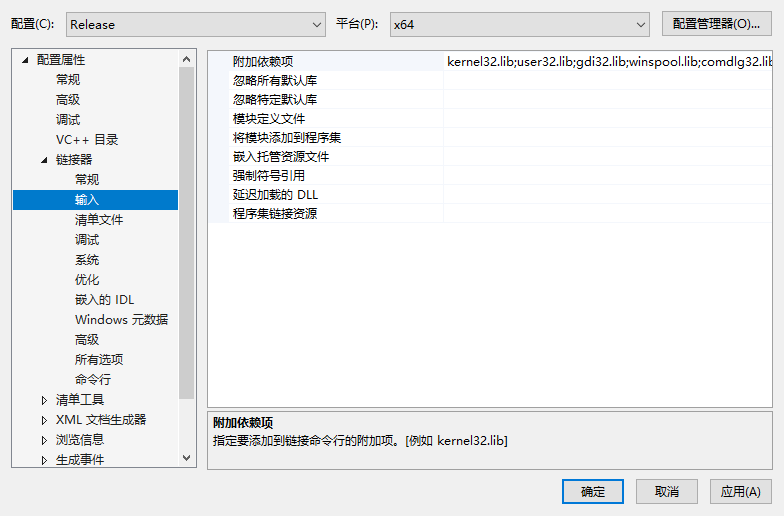 配置(C): Release 平台(P): x64 配置管理器(O)...
配置属性
常规
高级
调试
VC++ 目录
链接器
常规
输入
清单文件
调试
系统
优化
嵌入的 IDL
Windows 元数据
高级
所有选项
命令行
清单工具
XML 文档生成器
浏览信息
生成事件
附加依赖项 kernel32.lib;user32.lib;gdi32.lib;winspool.lib;comdlg32.lib
忽略所有默认库
忽略特定默认库
模块定义文件
将模块添加到程序集
嵌入托管资源文件
强制符号引用
延迟加载的 DLL
程序集链接资源
附加依赖项
指定要添加到链接命令行的附加项。[例如 kernel32.lib]
确定 取消 应用(A)